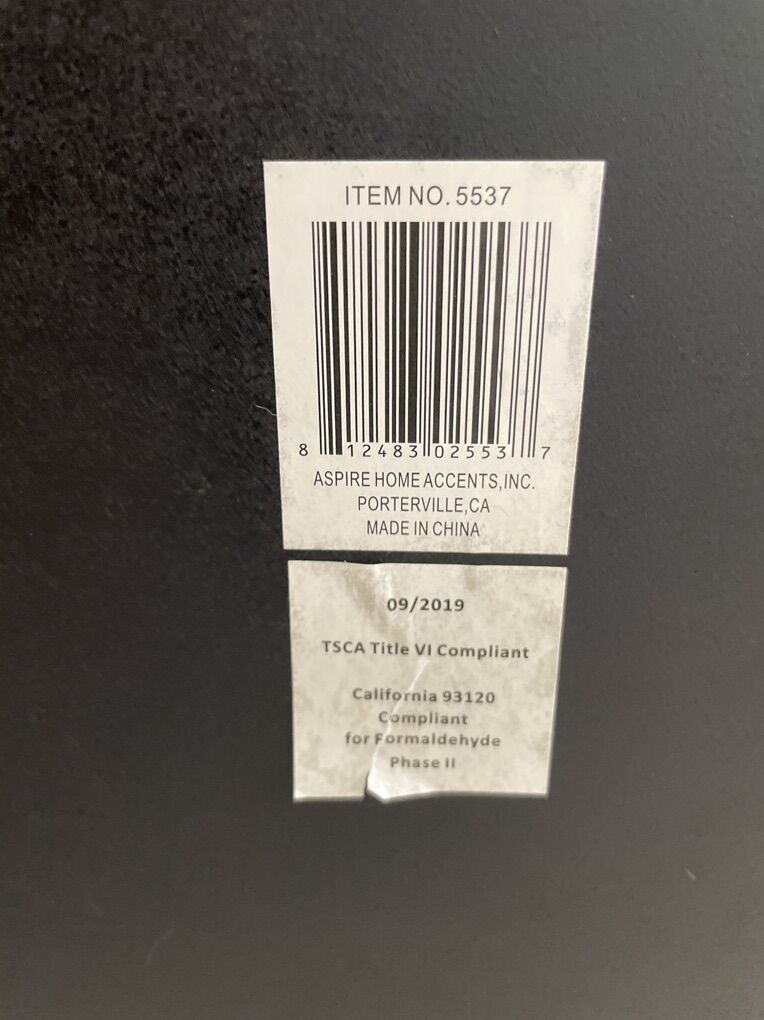 ITEM NO. 5537
8 12483 02553 7
ASPIRE HOME ACCENTS,INC.
PORTERVILLE,CA
MADE IN CHINA
09/2019
TSCA Title VI Compliant
California 93120
Compliant
for Formaldehyde
Phase II